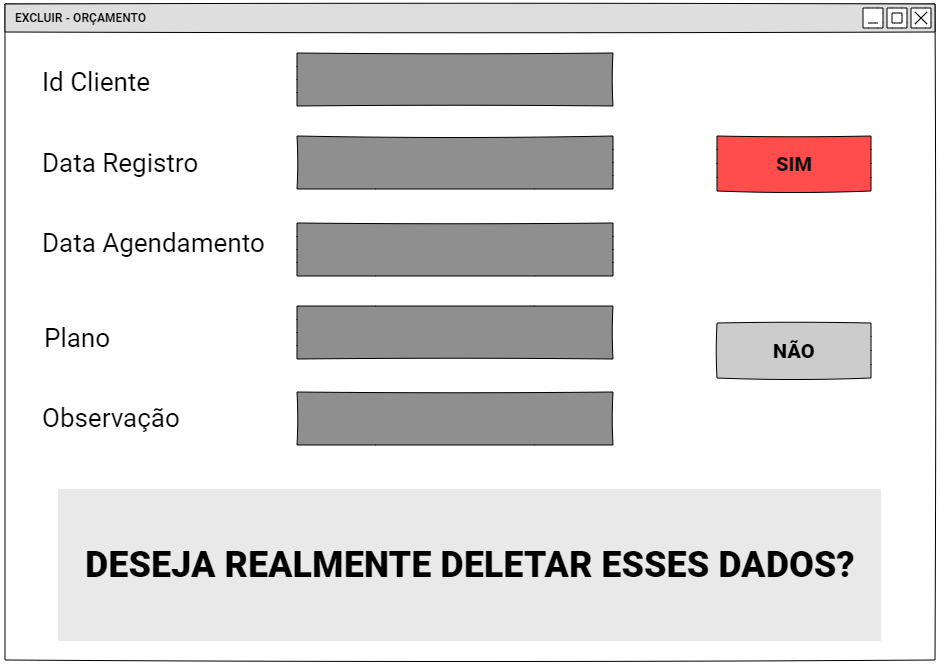 EXCLUIR - ORÇAMENTO
Id Cliente
Data Registro
SIM
Data Agendamento
Plano
NÃO
Observação
DESEJA REALMENTE DELETAR ESSES DADOS?